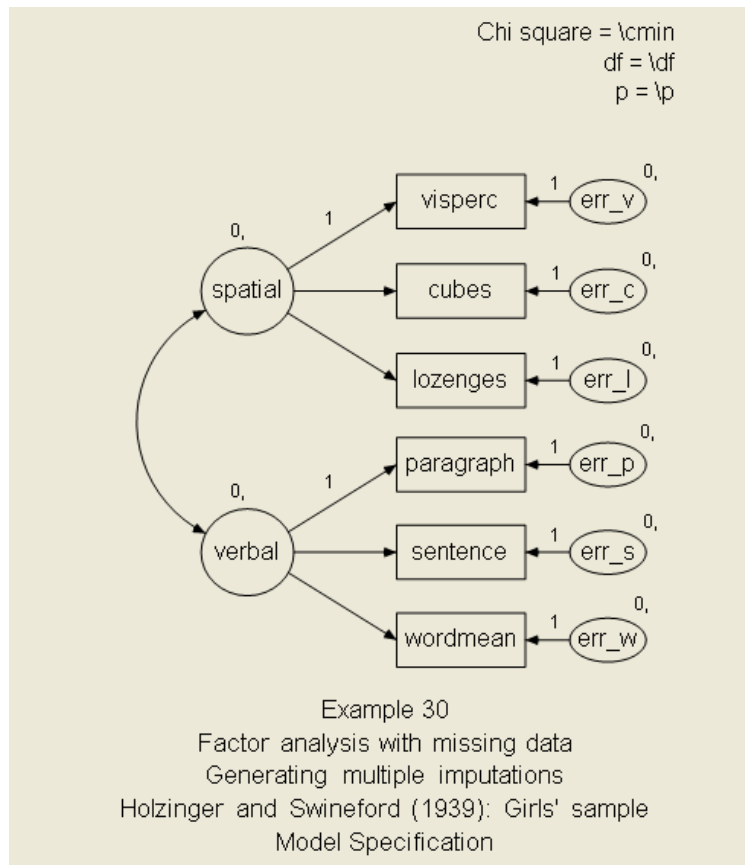 Chi square = \cmin
df = \df
p = \p
0,
1
visperc
1
err_v
0,
spatial
cubes
1
err_c
0,
lozenges
1
err_l
0,
0,
1
paragraph
1
err_p
0,
verbal
sentence
1
err_s
0,
wordmean
1
err_w
0,
Example 30
Factor analysis with missing data
Generating multiple imputations
Holzinger and Swineford (1939): Girls' sample
Model Specification